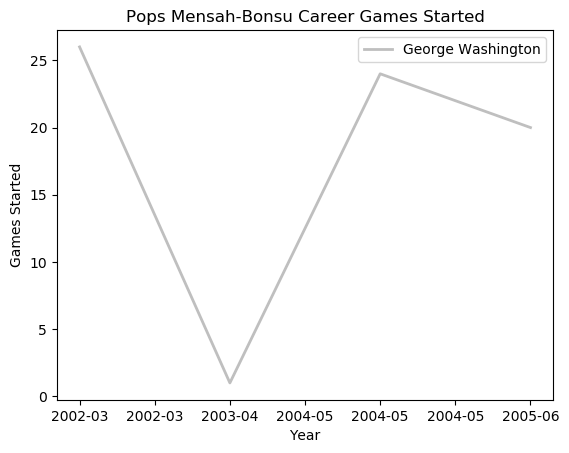 Pops Mensah-Bonsu Career Games Started
George Washington
25
20
15
10
5
0
Games Started
2002-03 2002-03 2003-04 2004-05 2004-05 2004-05 2005-06
Year